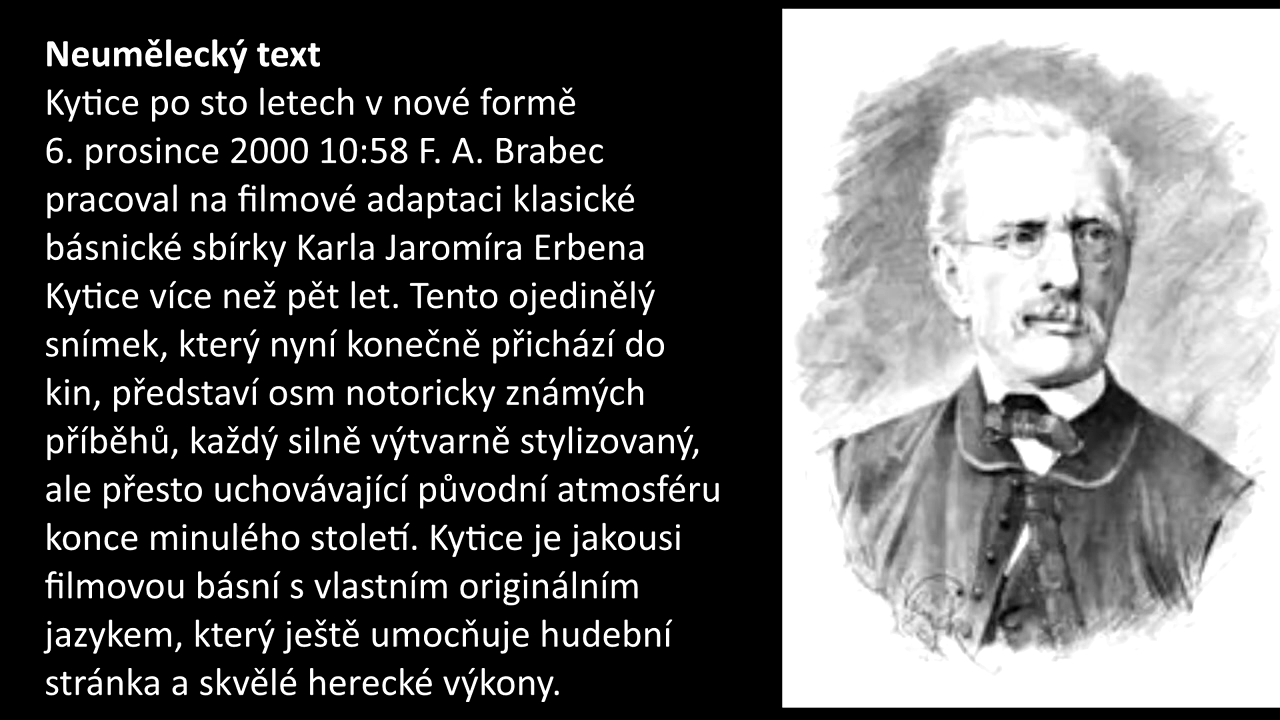 Neumělecký text
Kytice po sto letech v nové formě
6. prosince 2000 10:58 F. A. Brabec
pracoval na filmové adaptaci klasické
básnické sbírky Karla Jaromíra Erbena
Kytice více než pět let. Tento ojedinělý
snímek, který nyní konečně přichází do
kin, představí osm notoricky známých
příběhů, každý silně výtvarně stylizovaný,
ale přesto uchovávající původní atmosféru
konce minulého století. Kytice je jakousi
filmovou básní s vlastním originálním
jazykem, který ještě umocňuje hudební
stránka a skvělé herecké výkony.